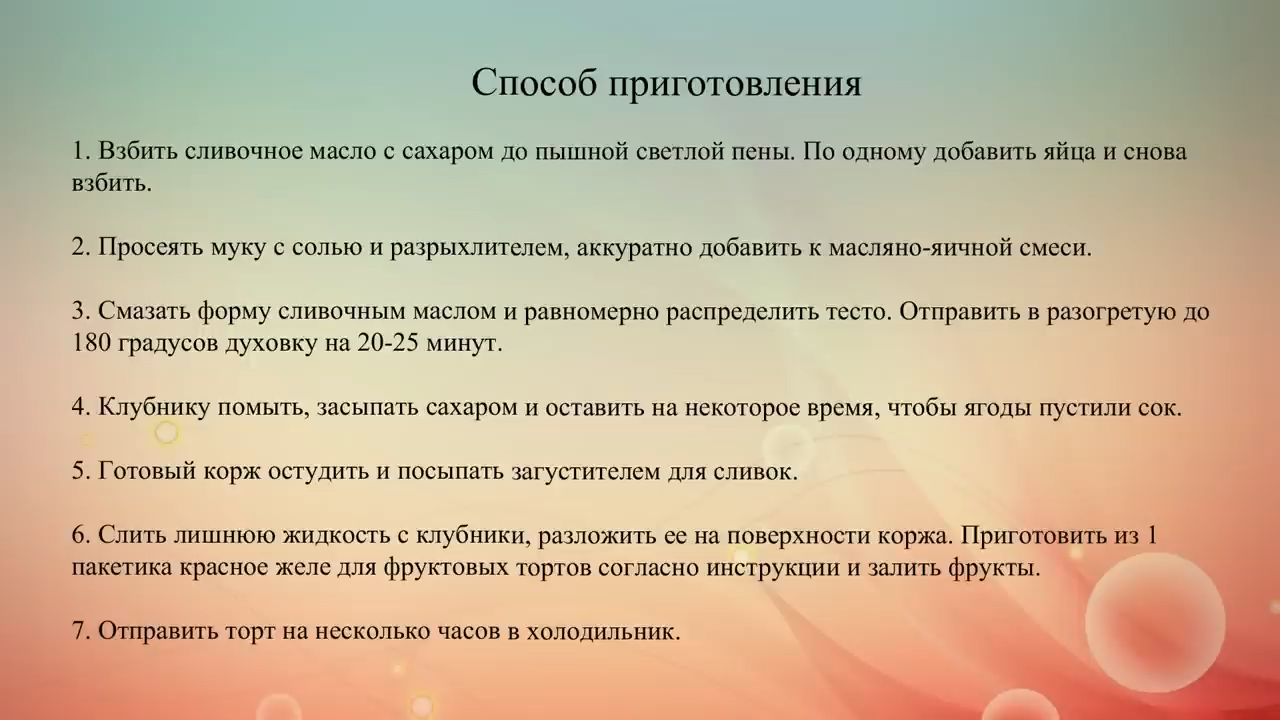 Способ приготовления
1. Взбить сливочное масло с сахаром до пышной светлой пены. По одному добавить яйца и снова
взбить.
2. Просеять муку с солью и разрыхлителем, аккуратно добавить к масляно-яичной смеси.
3. Смазать форму сливочным маслом и равномерно распределить тесто. Отправить в разогретую до
180 градусов духовку на 20-25 минут.
4. Клубнику помыть, засыпать сахаром и оставить на некоторое время, чтобы ягоды пустили сок.
5. Готовый корж остудить и посыпать загустителем для сливок.
6. Слить лишнюю жидкость с клубники, разложить ее на поверхности коржа. Приготовить из 1
пакетика красное желе для фруктовых тортов согласно инструкции и залить фрукты.
7. Отправить торт на несколько часов в холодильник.